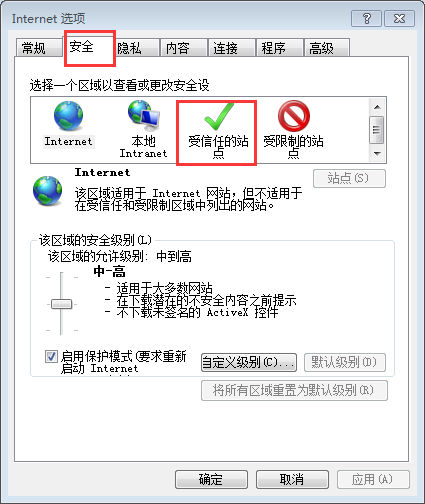 Internet 选项
常规 安全 隐私 内容 连接 程序 高级
选择一个区域以查看或更改安全设
Internet 本地 Intranet 受信任的站点 受限制的站点
Internet
站点(S)
该区域适用于 Internet 网站，但不适用于
在受信任和受限制区域中列出的网站。
该区域的安全级别(L)
该区域的允许级别: 中到高
中-高
- 适用于大多数网站
- 在下载潜在的不安全内容之前提示
- 不下载未签名的 ActiveX 控件
启用保护模式(要求重新
启动 Internet
自定义级别(C)... 默认级别(D)
将所有区域重置为默认级别(R)
确定 取消 应用(A)